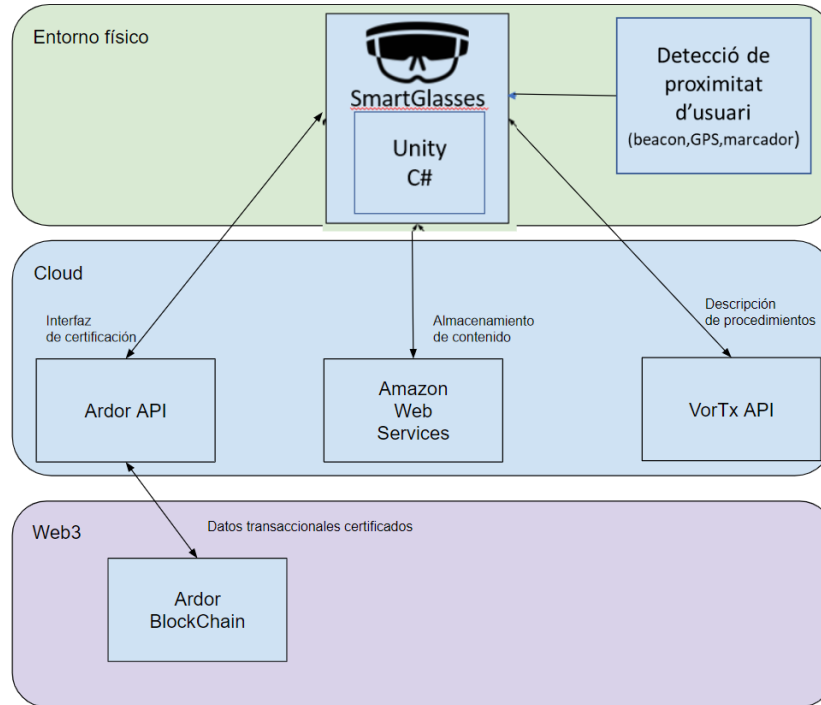 Entorno físico
SmartGlasses
Unity
C#
Detecció de
proximitat
d'usuari
(beacon,GPS,marcador)
Cloud
Interfaz
de certificación
Almacenamiento
de contenido
Descripción
de procedimientos
Ardor API
Amazon
Web
Services
VorTx API
Web3
Datos transaccionales certificados
Ardor
BlockChain